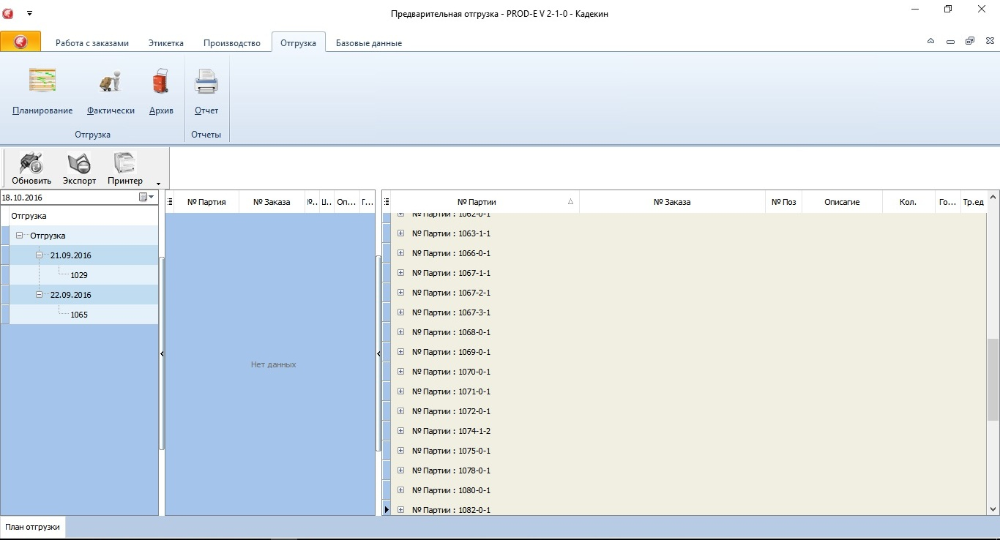 Предварительная отгрузка - PROD-E V 2-1-0 - Кадекин
Работа с заказами Этикетка Производство Отгрузка Базовые данные
Планирование Фактически Архив Отчет
Отгрузка Отчеты
Обновить Экспорт Принтер
18.10.2016
Отгрузка
Отгрузка
21.09.2016
1029
22.09.2016
1065
№ Партия № Заказа Оп... Г...
Нет данных
№ Партии № Заказа № Поз Описагие Кол. Го... Тр.ед
№ Партии : 1062-0-1
№ Партии : 1063-1-1
№ Партии : 1066-0-1
№ Партии : 1067-1-1
№ Партии : 1067-2-1
№ Партии : 1067-3-1
№ Партии : 1068-0-1
№ Партии : 1069-0-1
№ Партии : 1070-0-1
№ Партии : 1071-0-1
№ Партии : 1072-0-1
№ Партии : 1074-1-2
№ Партии : 1075-0-1
№ Партии : 1078-0-1
№ Партии : 1080-0-1
№ Партии : 1082-0-1
План отгрузки